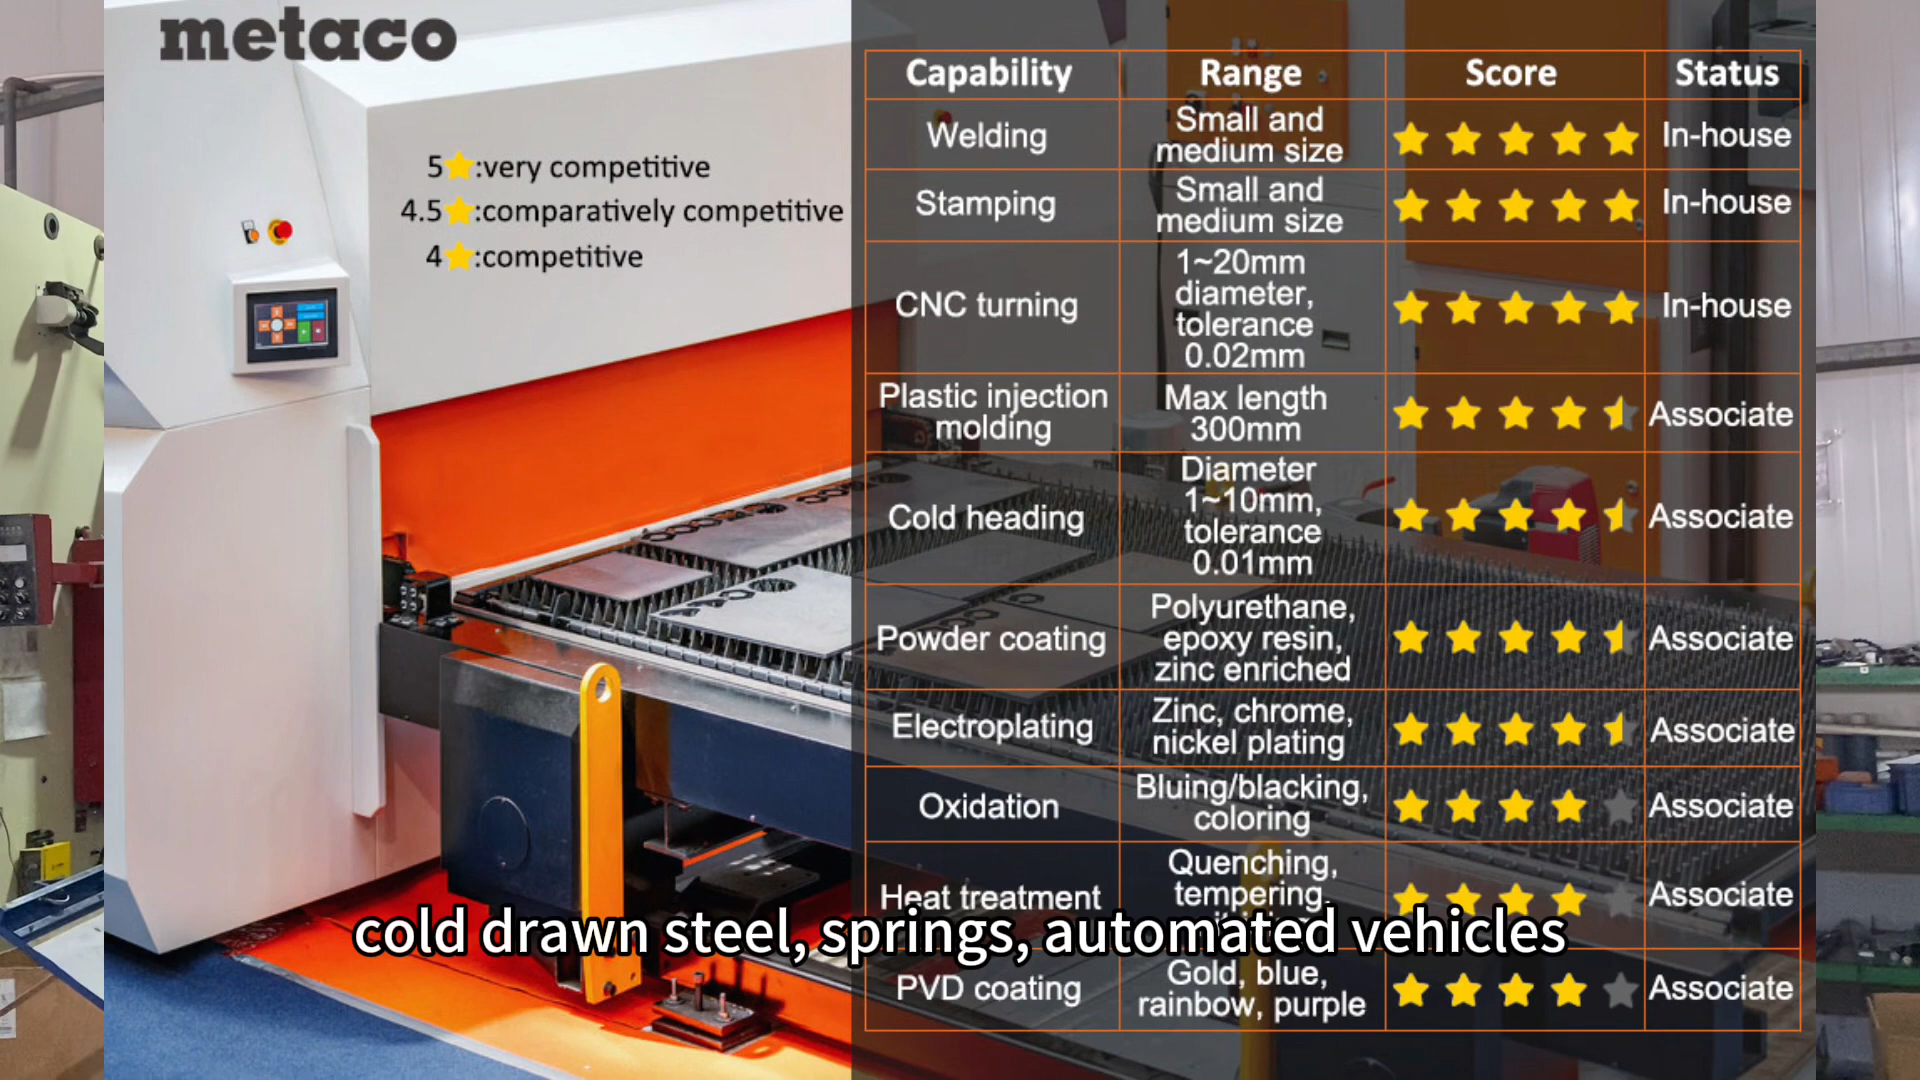 metaco
5⭐:very competitive
4.5⭐:comparatively competitive
4⭐:competitive
Capability Range Score Status
Welding Small and medium size In-house
Stamping Small and medium size In-house
CNC turning 1~20mm diameter, tolerance 0.02mm In-house
Plastic injection molding Max length 300mm Associate
Cold heading Diameter 1~10mm, tolerance 0.01mm Associate
Powder coating Polyurethane, epoxy resin, zinc enriched Associate
Electroplating Zinc, chrome, nickel plating Associate
Oxidation Bluing/blacking, coloring Associate
Heat treatment Quenching, tempering, Associate
cold drawn steel, springs, automated vehicles
PVD coating Gold, blue, rainbow, purple Associate